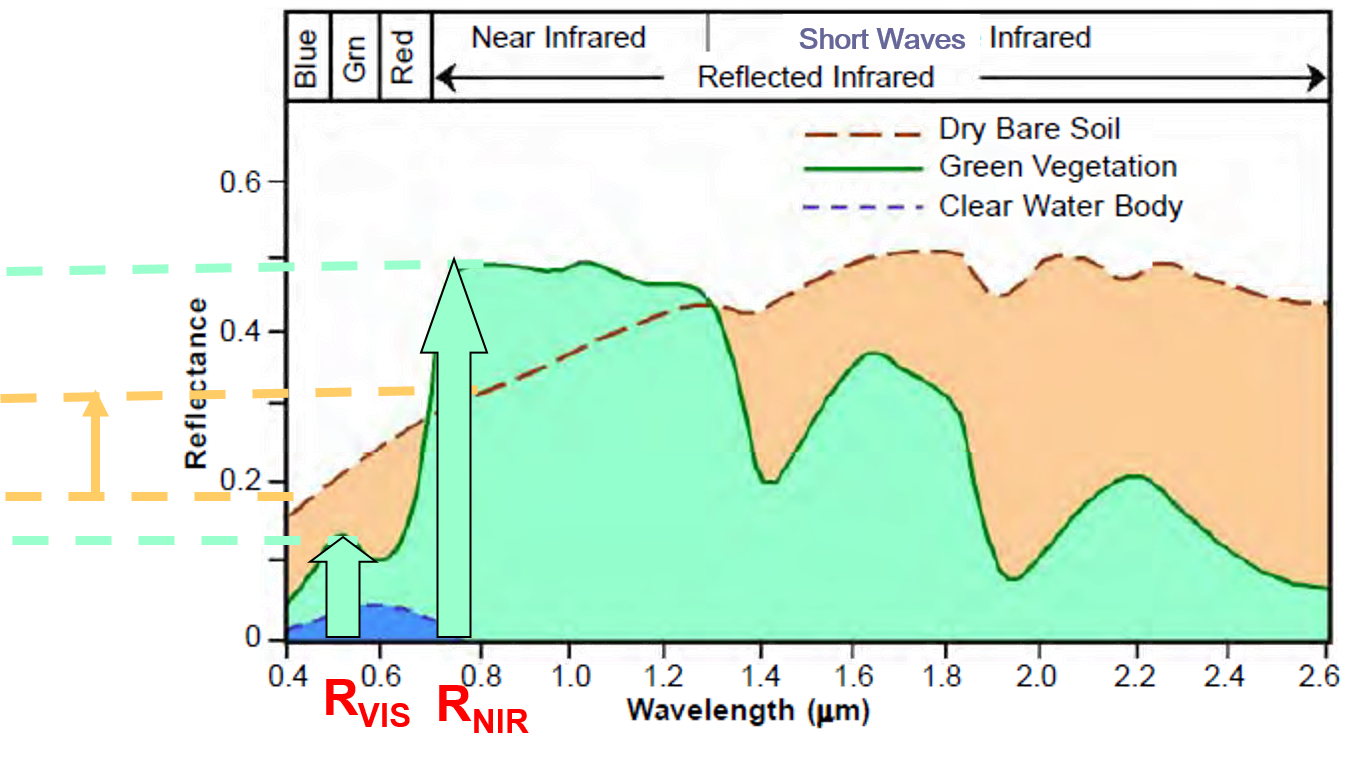 Blue
Grn
Red
Near Infrared
Short Waves Infrared
Reflected Infrared
Dry Bare Soil
Green Vegetation
Clear Water Body
Reflectance
0.6
0.4
0.2
0
0.4 0.6 0.8 1.0 1.2 1.4 1.6 1.8 2.0 2.2 2.4 2.6
RVIS RNIR
Wavelength (μm)